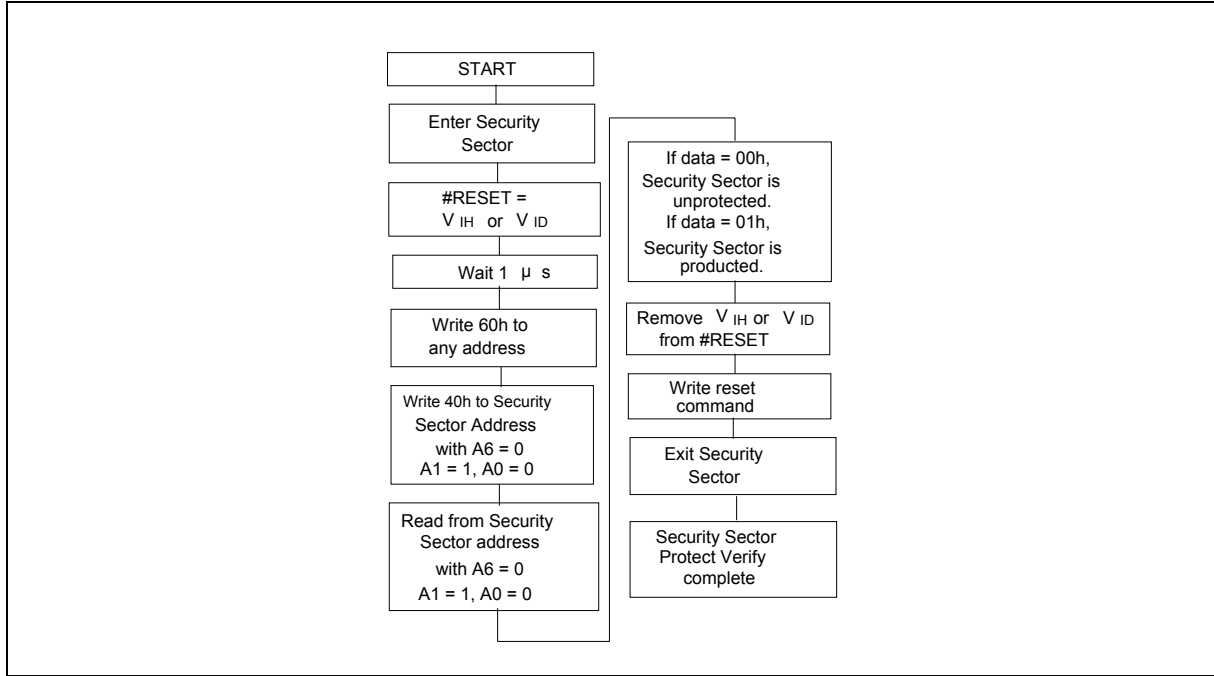 START
Enter Security
Sector
#RESET =
V IH or V ID
Wait 1 µ s
Write 60h to
any address
Write 40h to Security
Sector Address
with A6 = 0
A1 = 1, A0 = 0
Read from Security
Sector address
with A6 = 0
A1 = 1, A0 = 0
If data = 00h,
Security Sector is
unprotected.
If data = 01h,
Security Sector is
producted.
Remove V IH or V ID
from #RESET
Write reset
command
Exit Security
Sector
Security Sector
Protect Verify
complete